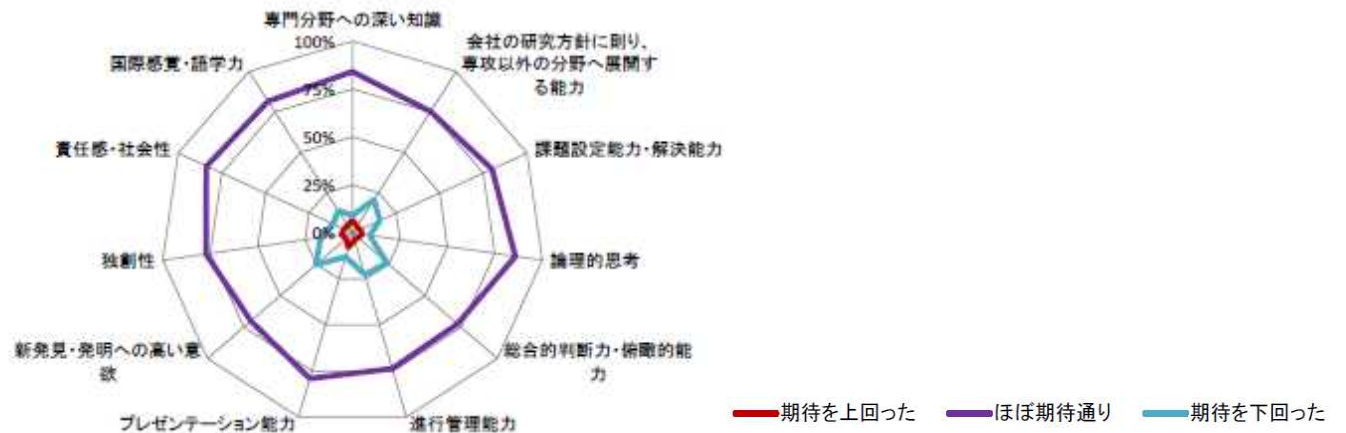 専門分野への深い知識
100%
会社の研究方針に則り、
専攻以外の分野へ展開す
る能力
国際感覚・語学力
75%
50%
責任感・社会性
課題設定能力・解決能力
25%
0%
独創性
論理的思考
新発見・発明への高い意
欲
総合的判断力・俯瞰的能
力
プレゼンテーション能力
進行管理能力
期待を上回った
ほぼ期待通り
期待を下回った